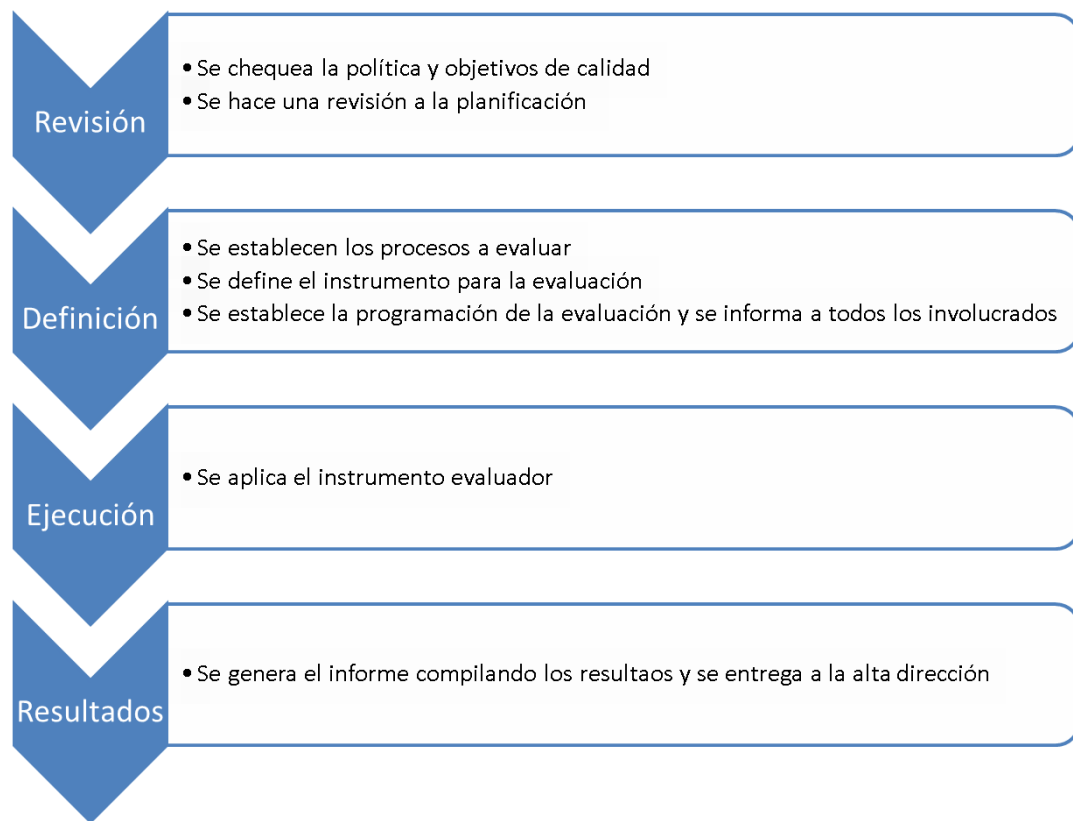 Revisión
• Se chequea la política y objetivos de calidad
• Se hace una revisión a la planificación
Definición
• Se establecen los procesos a evaluar
• Se define el instrumento para la evaluación
• Se establece la programación de la evaluación y se informa a todos los involucrados
Ejecución
• Se aplica el instrumento evaluador
Resultados
• Se genera el informe compilando los resultaos y se entrega a la alta dirección